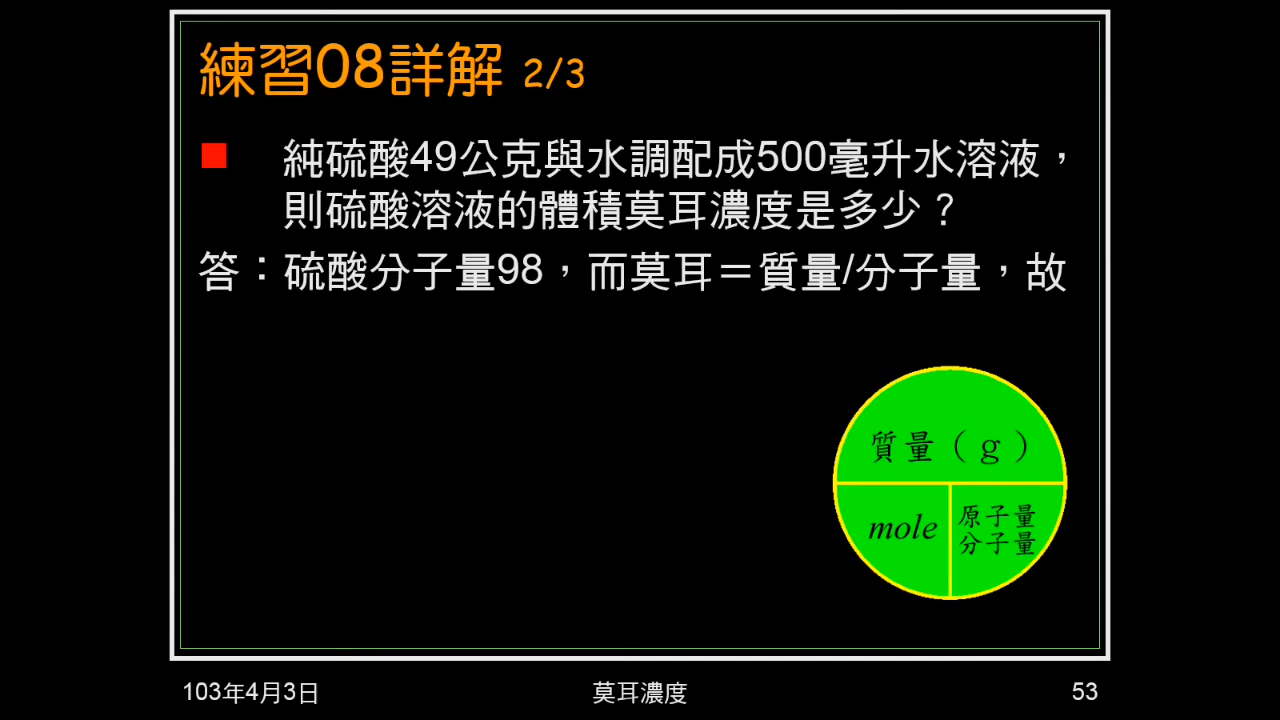 練習08詳解 2/3
純硫酸49公克與水調配成500毫升水溶液，
則硫酸溶液的體積莫耳濃度是多少？
答：硫酸分子量98，而莫耳＝質量/分子量，故
質量（g）
mole
原子量
分子量
103年4月3日
莫耳濃度
53